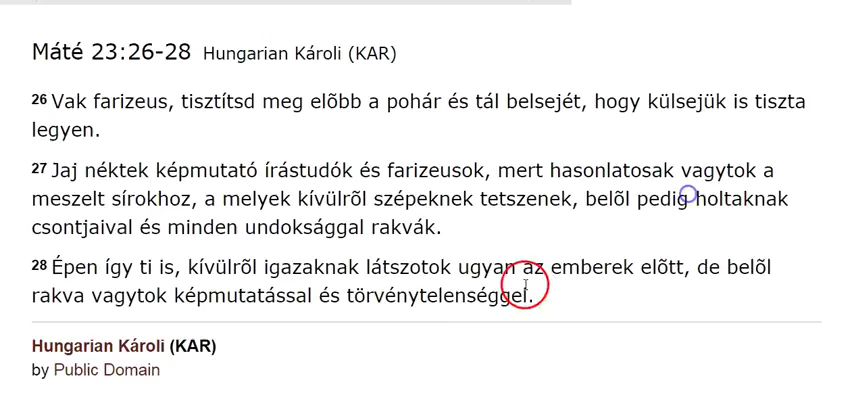 Máté 23:26-28 Hungarian Károli (KAR)
26 Vak farizeus, tisztítsd meg elõbb a pohár és tál belsejét, hogy külsejük is tiszta
legyen.
27 Jaj néktek képmutató írástudók és farizeusok, mert hasonlatosak vagytok a
meszelt sírokhoz, a melyek kívülrõl szépeknek tetszenek, belõl pedig holtaknak
csontjaival és minden undoksággal rakvák.
28 Épen így ti is, kívülrõl igazaknak látszotok ugyan az emberek elõtt, de belõl
rakva vagytok képmutatással és törvénytelenséggel.
Hungarian Károli (KAR)
by Public Domain